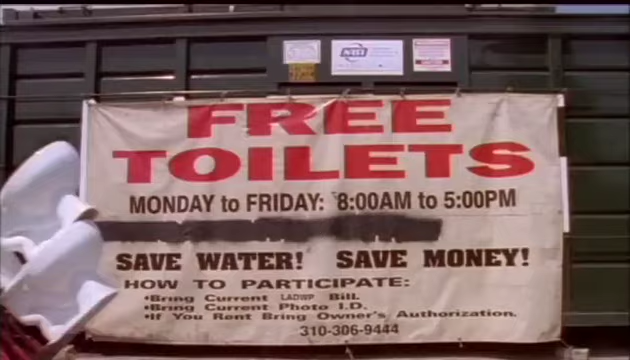 FREE
TOILETS
MONDAY to FRIDAY: 8:00AM to 5:00PM
SAVE WATER! SAVE MONEY!
HOW TO PARTICIPATE:
•Bring Current LADWP Bill.
•Bring Current Photo I.D.
•If You Rent Bring Owner's Authorization.
310-306-9444